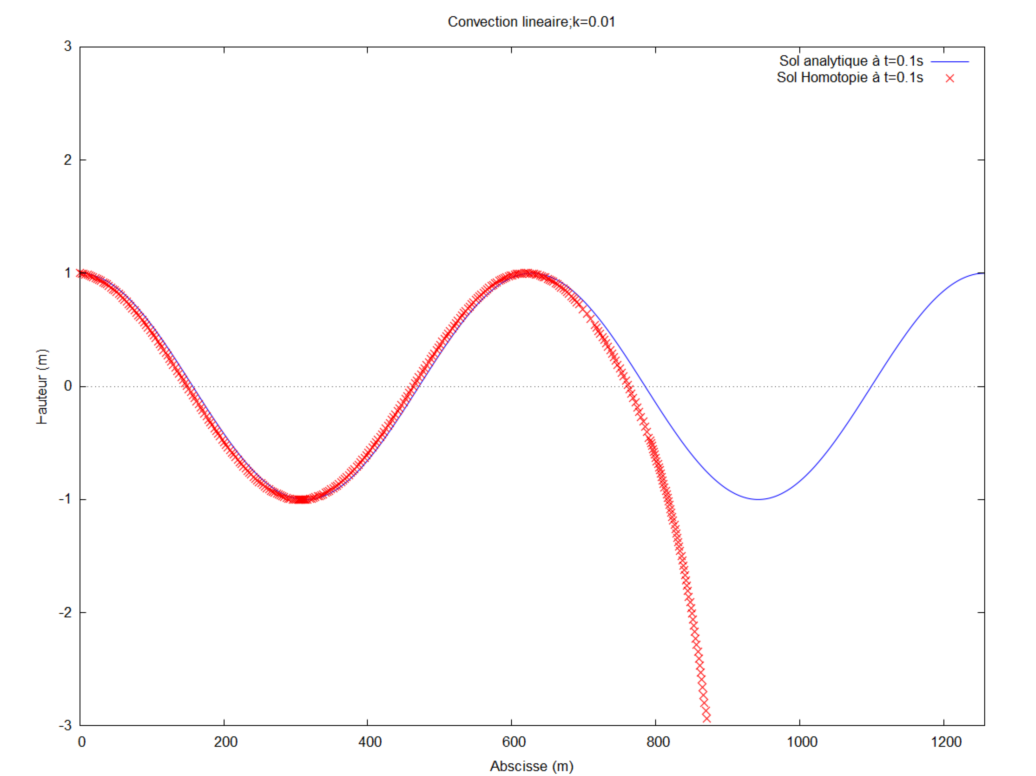 Convection lineaire;k=0.01
Sol analytique à t=0.1s
Sol Homotopie à t=0.1s
3
2
1
0
-1
-2
-3
Hauteur (m)
0 200 400 600 800 1000 1200
Abscisse (m)